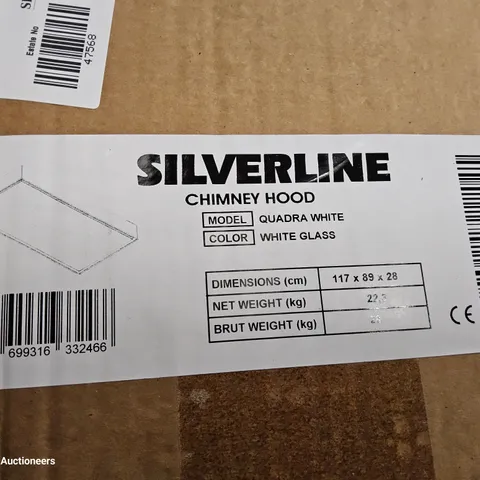 Estate No
47568
SILVERLINE
CHIMNEY HOOD
MODEL QUADRA WHITE
COLOR WHITE GLASS
DIMENSIONS (cm) 117 x 89 x 28
NET WEIGHT (kg)
BRUT WEIGHT (kg)
CE
699316 332466
Auctioneers